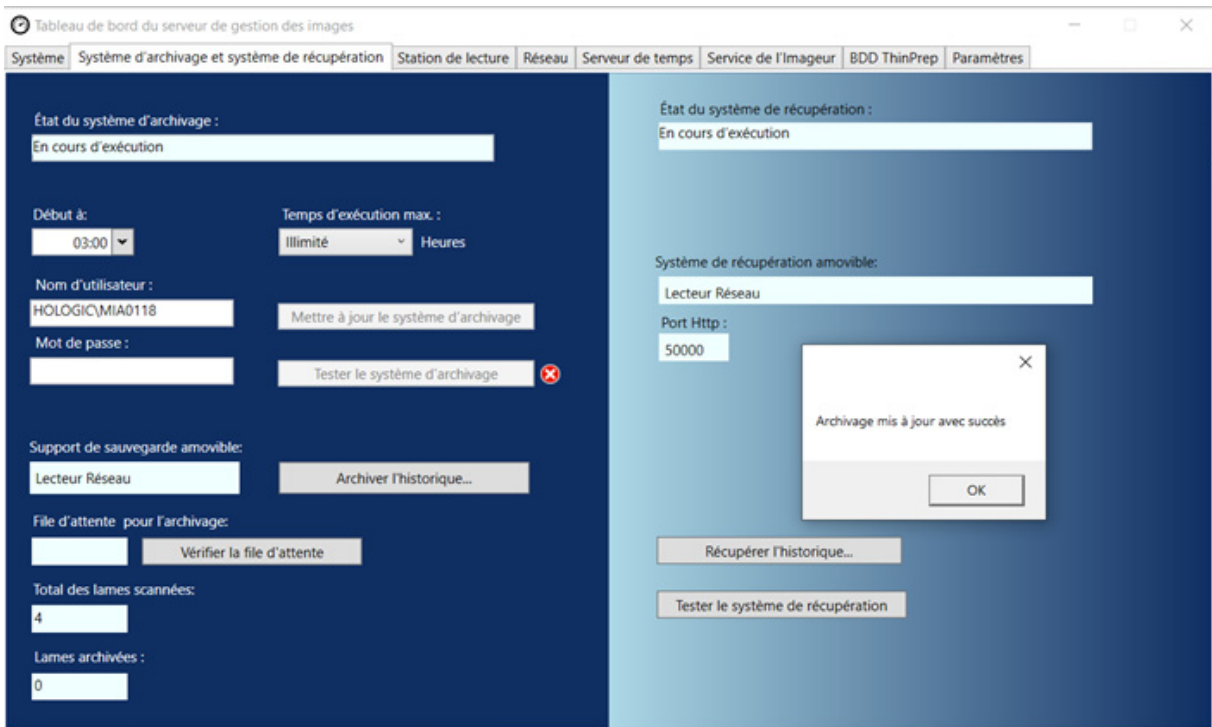 Tableau de bord du serveur de gestion des images
Système Système d'archivage et système de récupération Station de lecture Réseau Serveur de temps Service de l'Imageur BDD ThinPrep Paramètres
État du système d'archivage :
En cours d'exécution
Début à:
Temps d'exécution max. :
03:00
Illimité
Heures
Nom d'utilisateur :
HOLOGIC\MIA0118
Mettre à jour le système d'archivage
Mot de passe :
Tester le système d'archivage
Support de sauvegarde amovible:
Lecteur Réseau
Archiver l'historique...
File d'attente pour l'archivage:
Vérifier la file d'attente
Total des lames scannées:
4
Lames archivées :
0
État du système de récupération :
En cours d'exécution
Système de récupération amovible:
Lecteur Réseau
Port Http :
50000
Archivage mis à jour avec succès
OK
Récupérer l'historique...
Tester le système de récupération